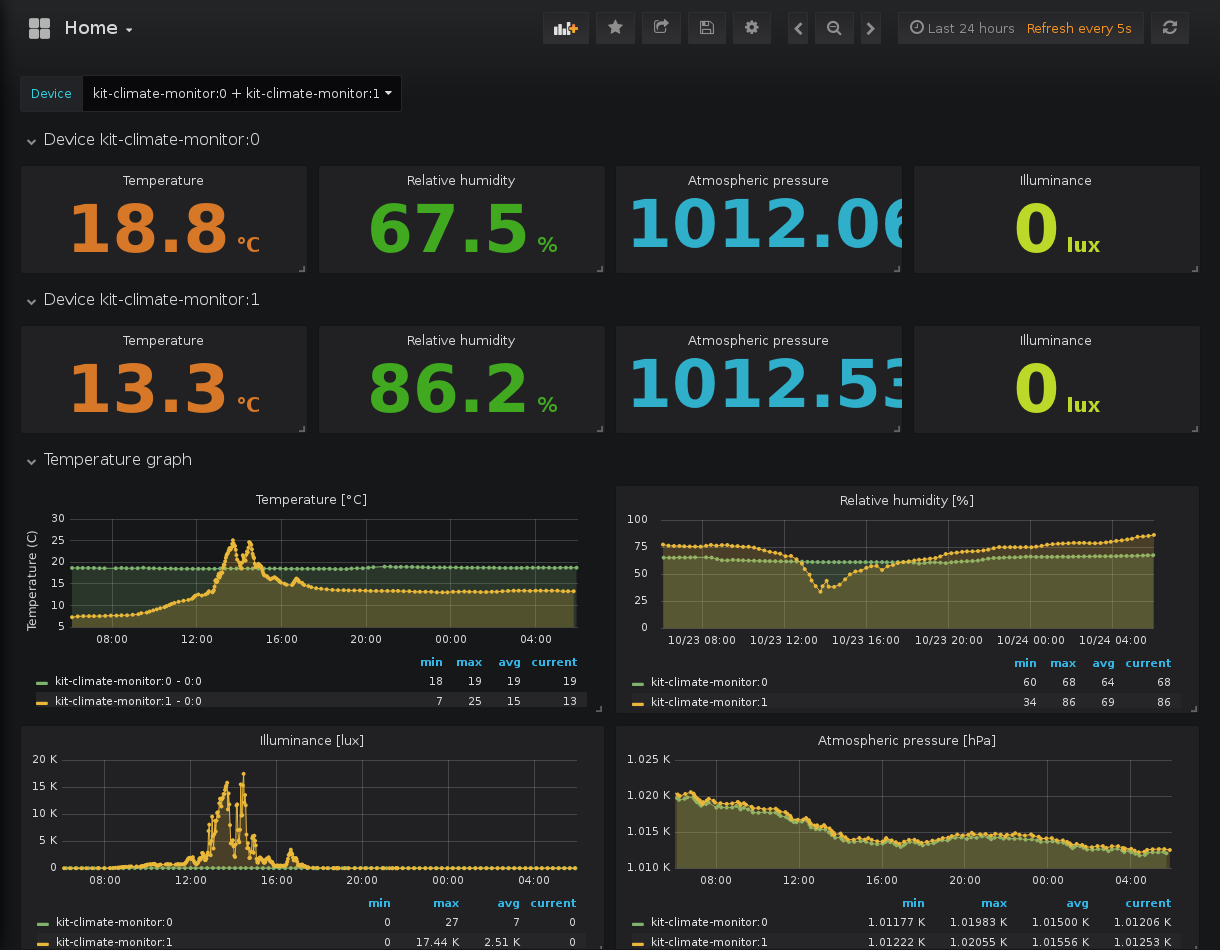 Home
Last 24 hours Refresh every 5s
Device kit-climate-monitor:0 + kit-climate-monitor:1
Device kit-climate-monitor:0
Temperature Relative humidity Atmospheric pressure Illuminance
18.8 °C 67.5 % 1012.06 0 lux
Device kit-climate-monitor:1
Temperature Relative humidity Atmospheric pressure Illuminance
13.3 °C 86.2 % 1012.53 0 lux
Temperature graph
Temperature [°C]
Temperature (C)
30
25
20
15
10
5
08:00 12:00 16:00 20:00 00:00 04:00
min max avg current
kit-climate-monitor:0 - 0:0 18 19 19 19
kit-climate-monitor:1 - 0:0 7 25 15 13
Relative humidity [%]
100
75
50
25
0
10/23 08:00 10/23 12:00 10/23 16:00 10/23 20:00 10/24 00:00 10/24 04:00
min max avg current
kit-climate-monitor:0 60 68 64 68
kit-climate-monitor:1 34 86 69 86
Illuminance [lux]
20 K
15 K
10 K
5 K
0
08:00 12:00 16:00 20:00 00:00 04:00
min max avg current
kit-climate-monitor:0 0 27 7 0
kit-climate-monitor:1 0 17.44 K 2.51 K 0
Atmospheric pressure [hPa]
1.025 K
1.020 K
1.015 K
1.010 K
08:00 12:00 16:00 20:00 00:00 04:00
min max avg current
kit-climate-monitor:0 1.01177 K 1.01983 K 1.01500 K 1.01206 K
kit-climate-monitor:1 1.01222 K 1.02055 K 1.01556 K 1.01253 K